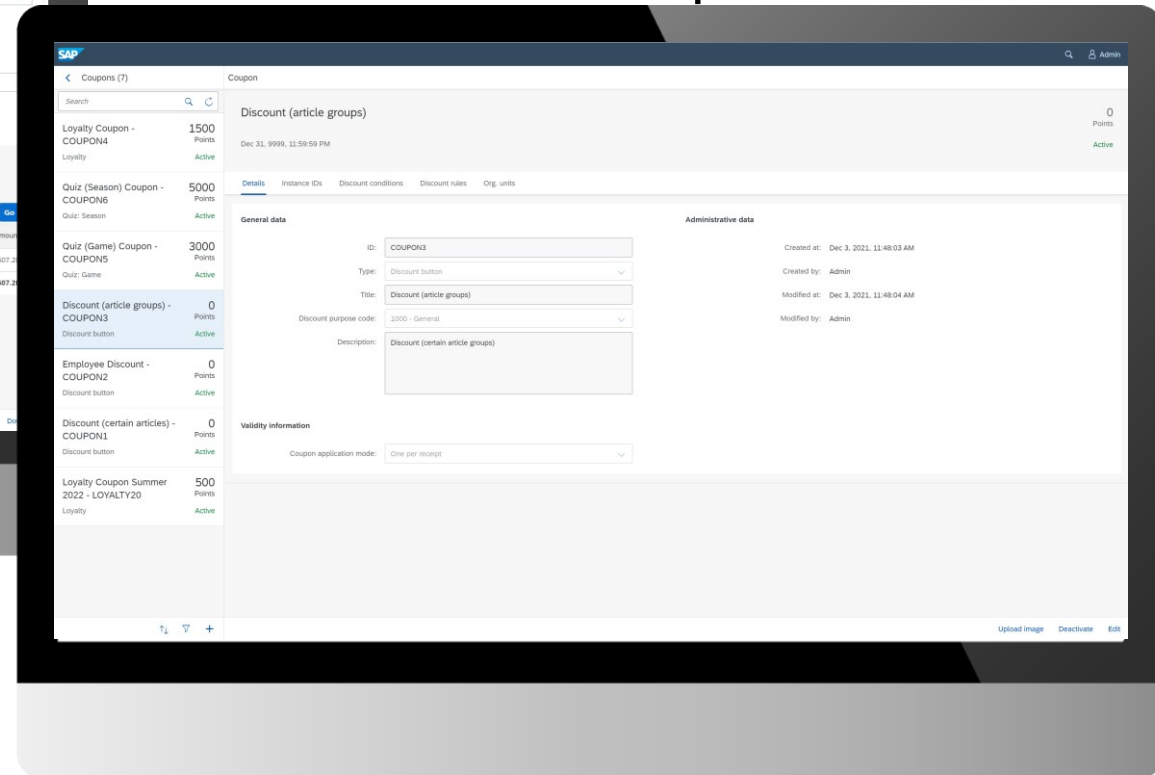 SAP
Admin
Coupons (7)
Coupon
Search
Loyalty Coupon -
COUPON4
1500
Points
Loyalty
Active
Quiz (Season) Coupon -
COUPON6
5000
Points
Quiz: Season
Active
Quiz (Game) Coupon -
COUPON5
3000
Points
Quiz: Game
Active
Discount (article groups) -
COUPON3
0
Points
Discount button
Active
Employee Discount -
COUPON2
0
Points
Discount button
Active
Discount (certain articles) -
COUPON1
0
Points
Discount button
Active
Loyalty Coupon Summer
2022 - LOYALTY20
500
Points
Loyalty
Active
Discount (article groups)
0
Points
Dec 31, 9999, 11:59:59 PM
Active
Details Instance IDs Discount conditions Discount rules Org. units
General data
ID: COUPON3
Type: Discount button
Title: Discount (article groups)
Discount purpose code: 1000 - General
Description: Discount (certain article groups)
Administrative data
Created at: Dec 3, 2021, 11:48:03 AM
Created by: Admin
Modified at: Dec 3, 2021, 11:48:04 AM
Modified by: Admin
Validity information
Coupon application mode: One per receipt
Upload image Deactivate Edit
Go